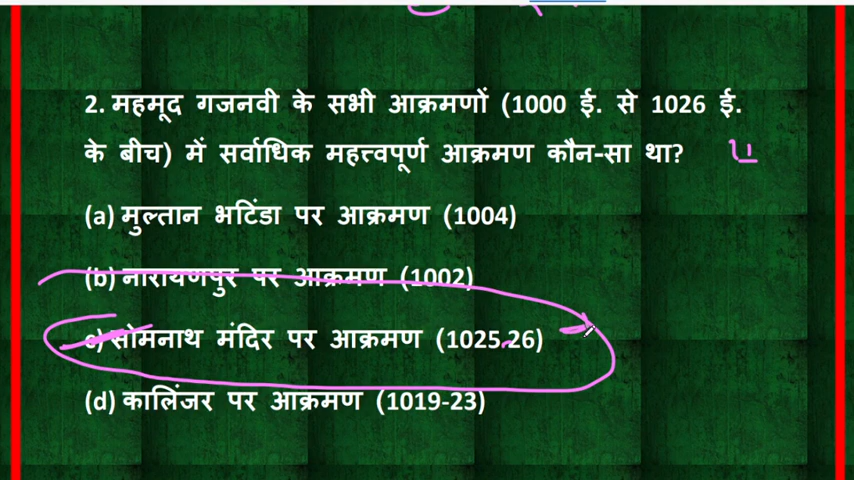 2. महमूद गजनवी के सभी आक्रमणों (1000 ई. से 1026 ई.
के बीच) में सर्वाधिक महत्त्वपूर्ण आक्रमण कौन-सा था?
(a) मुल्तान भटिंडा पर आक्रमण (1004)
(b) नारायणपुर पर आक्रमण (1002)
c) सोमनाथ मंदिर पर आक्रमण (1025-26)
(d) कालिंजर पर आक्रमण (1019-23)